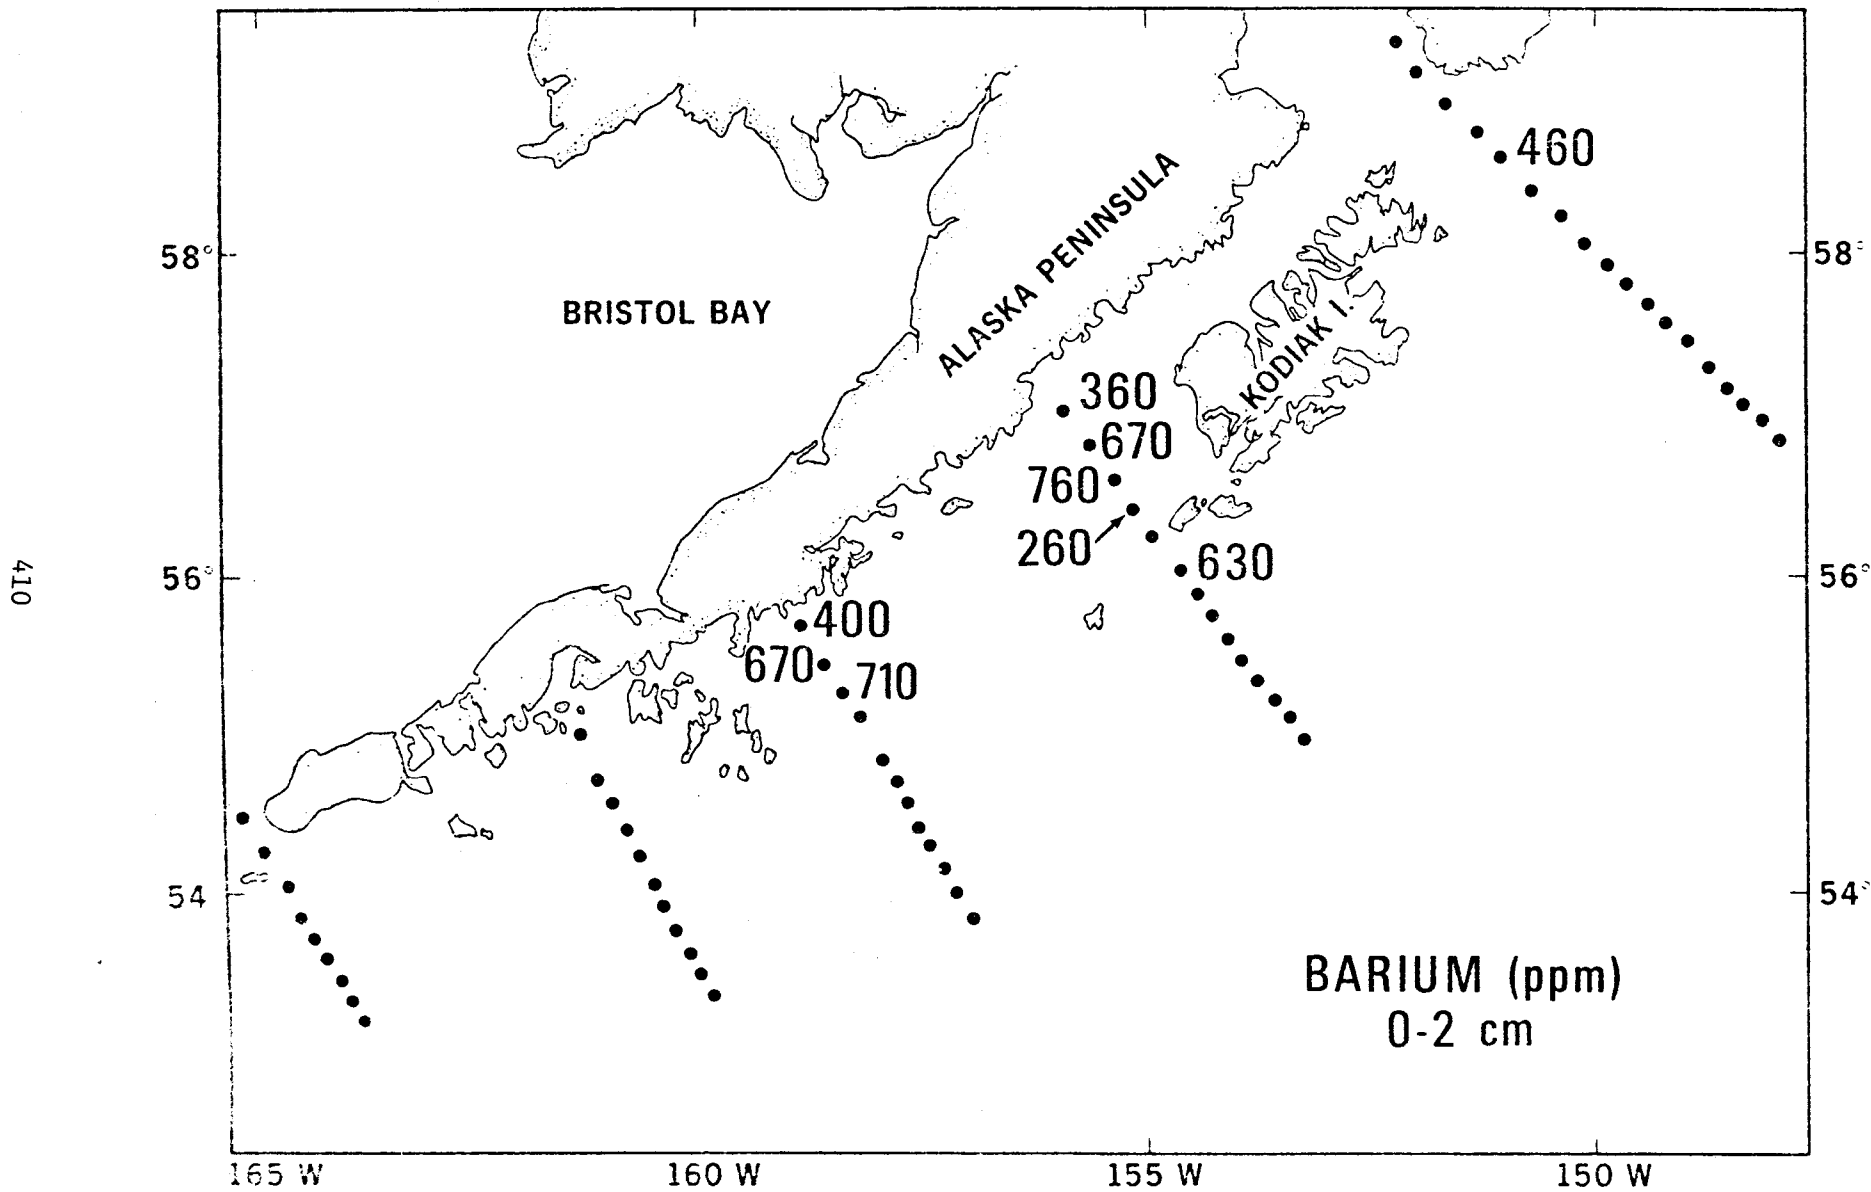 460
58°
58°
BRISTOL BAY
ALASKA PENINSULA
KODIAK I.
360
670
760
260
630
56°
56°
400
670
710
54
54°
BARIUM (ppm)
0-2 cm
165 W
160 W
155 W
150 W
410